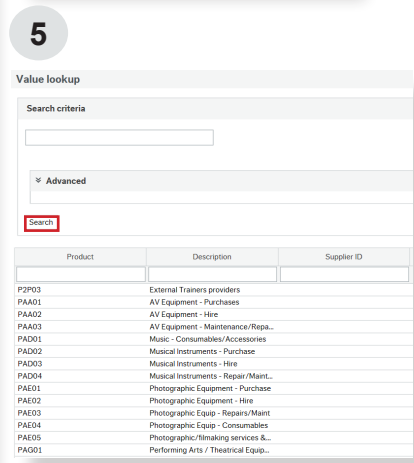 5
Value lookup
Search criteria
Advanced
Search
Product Description Supplier ID
P2P03 External Trainers providers
PAA01 AV Equipment - Purchases
PAA02 AV Equipment - Hire
PAA03 AV Equipment - Maintenance/Repa...
PAD01 Music - Consumables/Accessories
PAD02 Musical Instruments - Purchase
PAD03 Musical Instruments - Hire
PAD04 Musical Instruments - Repair/Maint...
PAE01 Photographic Equipment - Purchase
PAE02 Photographic Equipment - Hire
PAE03 Photographic Equip - Repairs/Maint
PAE04 Photographic Equip - Consumables
PAE05 Photographic/filmaking services &...
PAG01 Performing Arts / Theatrical Equip...